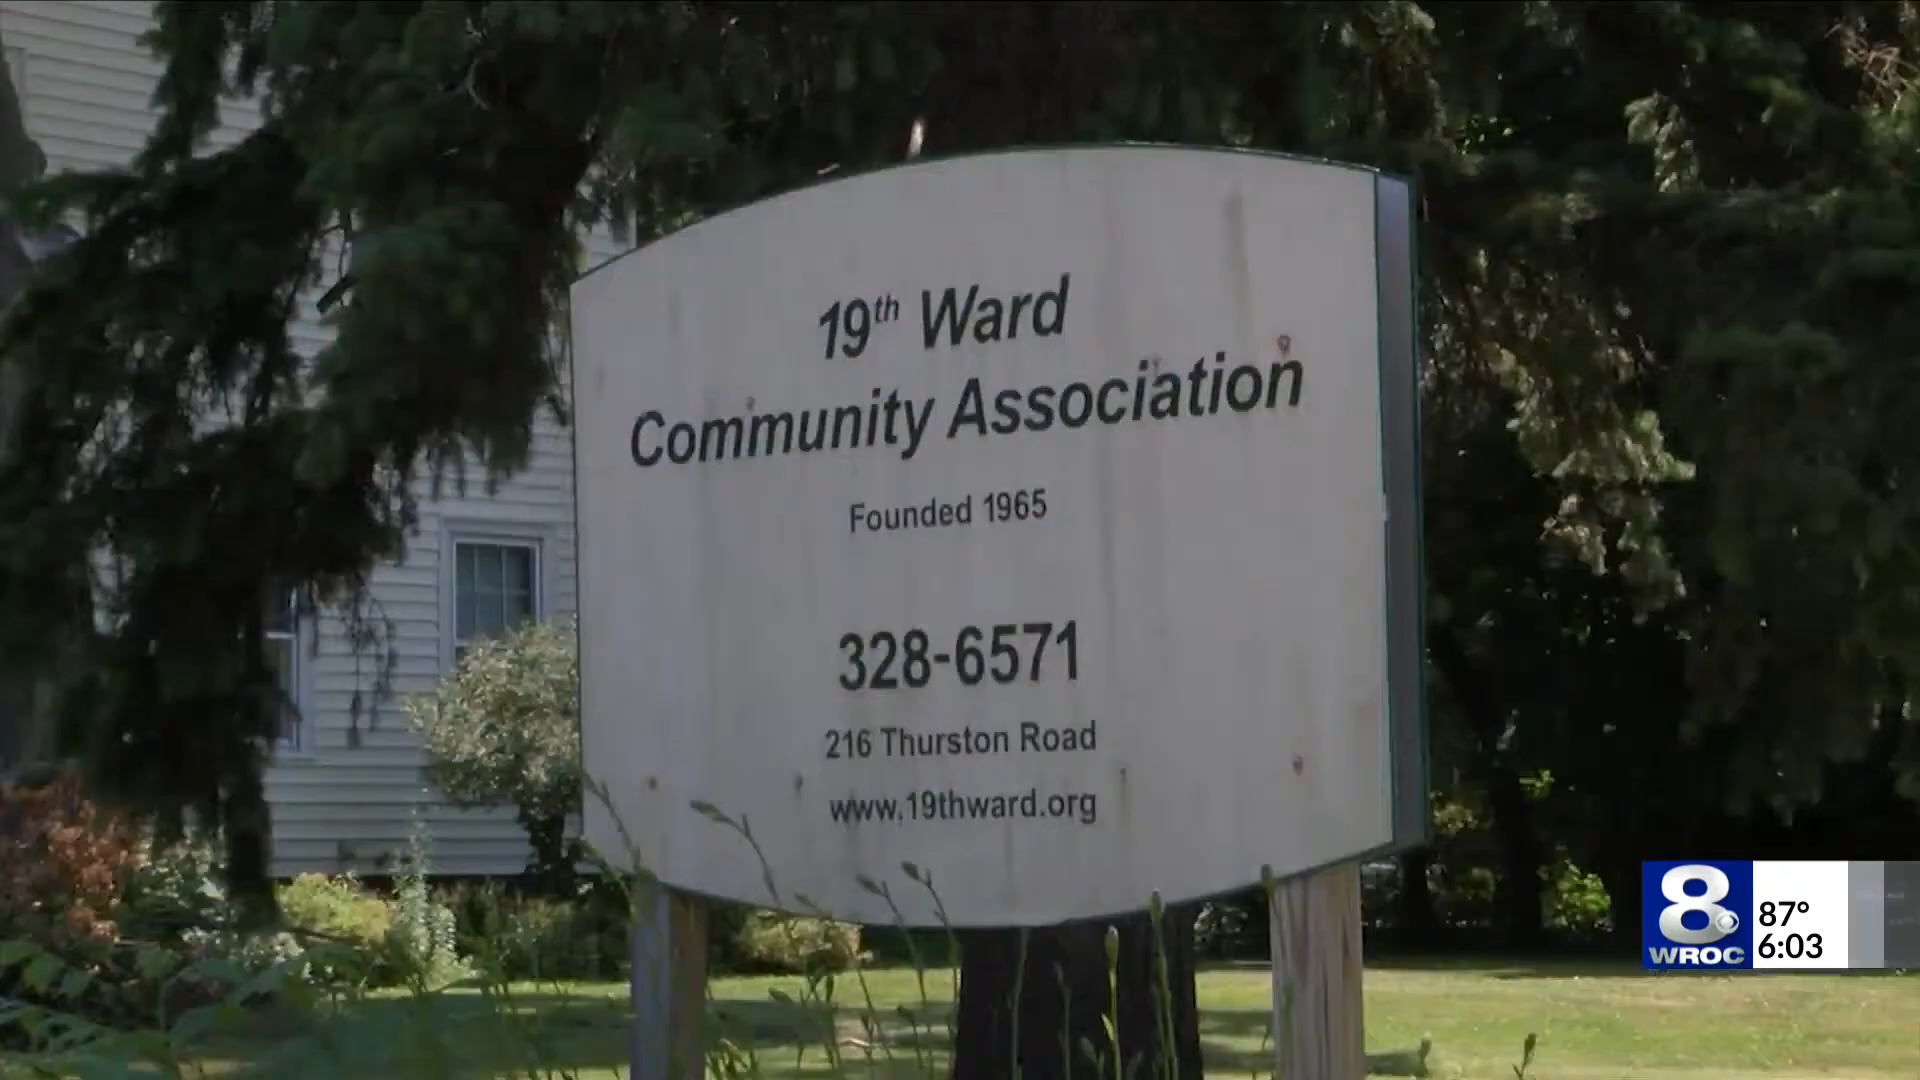 19th Ward
Community Association
Founded 1965
328-6571
216 Thurston Road
www.19thward.org
8
WROC
87°
6:03